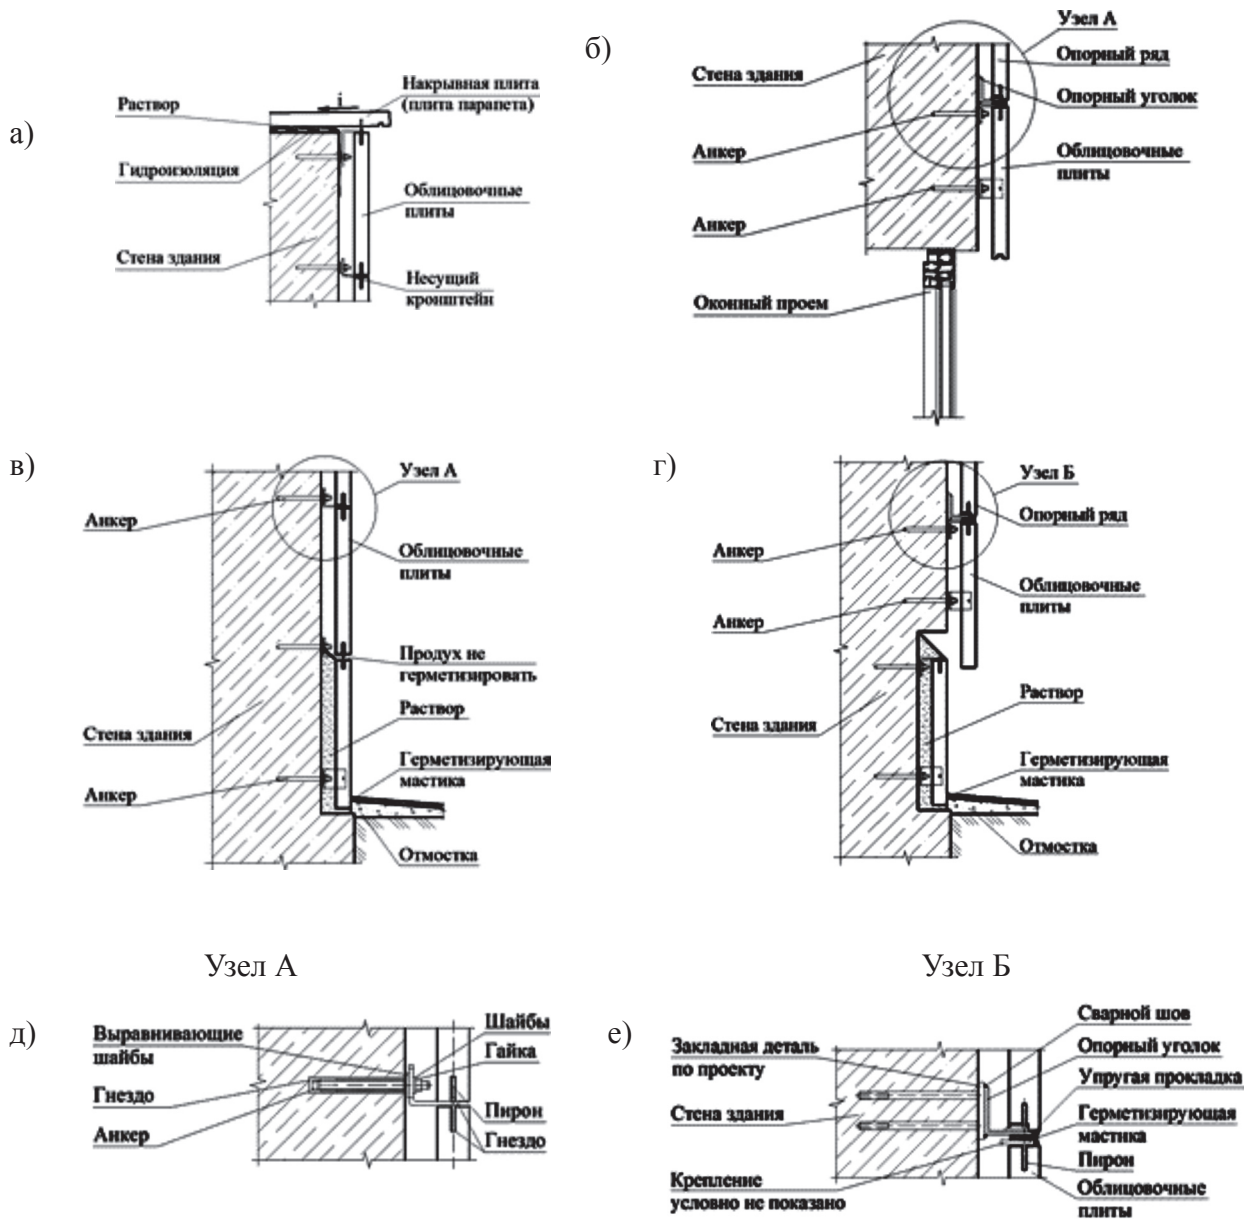 а)
Раствор
Гидроизоляция
Стена здания
i
Накрывная плита
(плита парапета)
Облицовочные
плиты
Несущий
кронштейн
б)
Узел А
Стена здания
Опорный ряд
Опорный уголок
Анкер
Облицовочные
плиты
Анкер
Оконный проем
в)
Узел А
Анкер
Облицовочные
плиты
Продух не
герметизировать
Раствор
Стена здания
Герметизирующая
мастика
Анкер
Отмостка
г)
Узел Б
Опорный ряд
Анкер
Облицовочные
плиты
Анкер
Раствор
Стена здания
Герметизирующая
мастика
Отмостка
Узел А
д)
Выравнивающие
шайбы
Гнездо
Анкер
Шайбы
Гайка
Пирон
Гнездо
Узел Б
е)
Закладная деталь
по проекту
Стена здания
Крепление
условно не показано
Сварной шов
Опорный уголок
Упругая прокладка
Герметизирующая
мастика
Пирон
Облицовочные
плиты